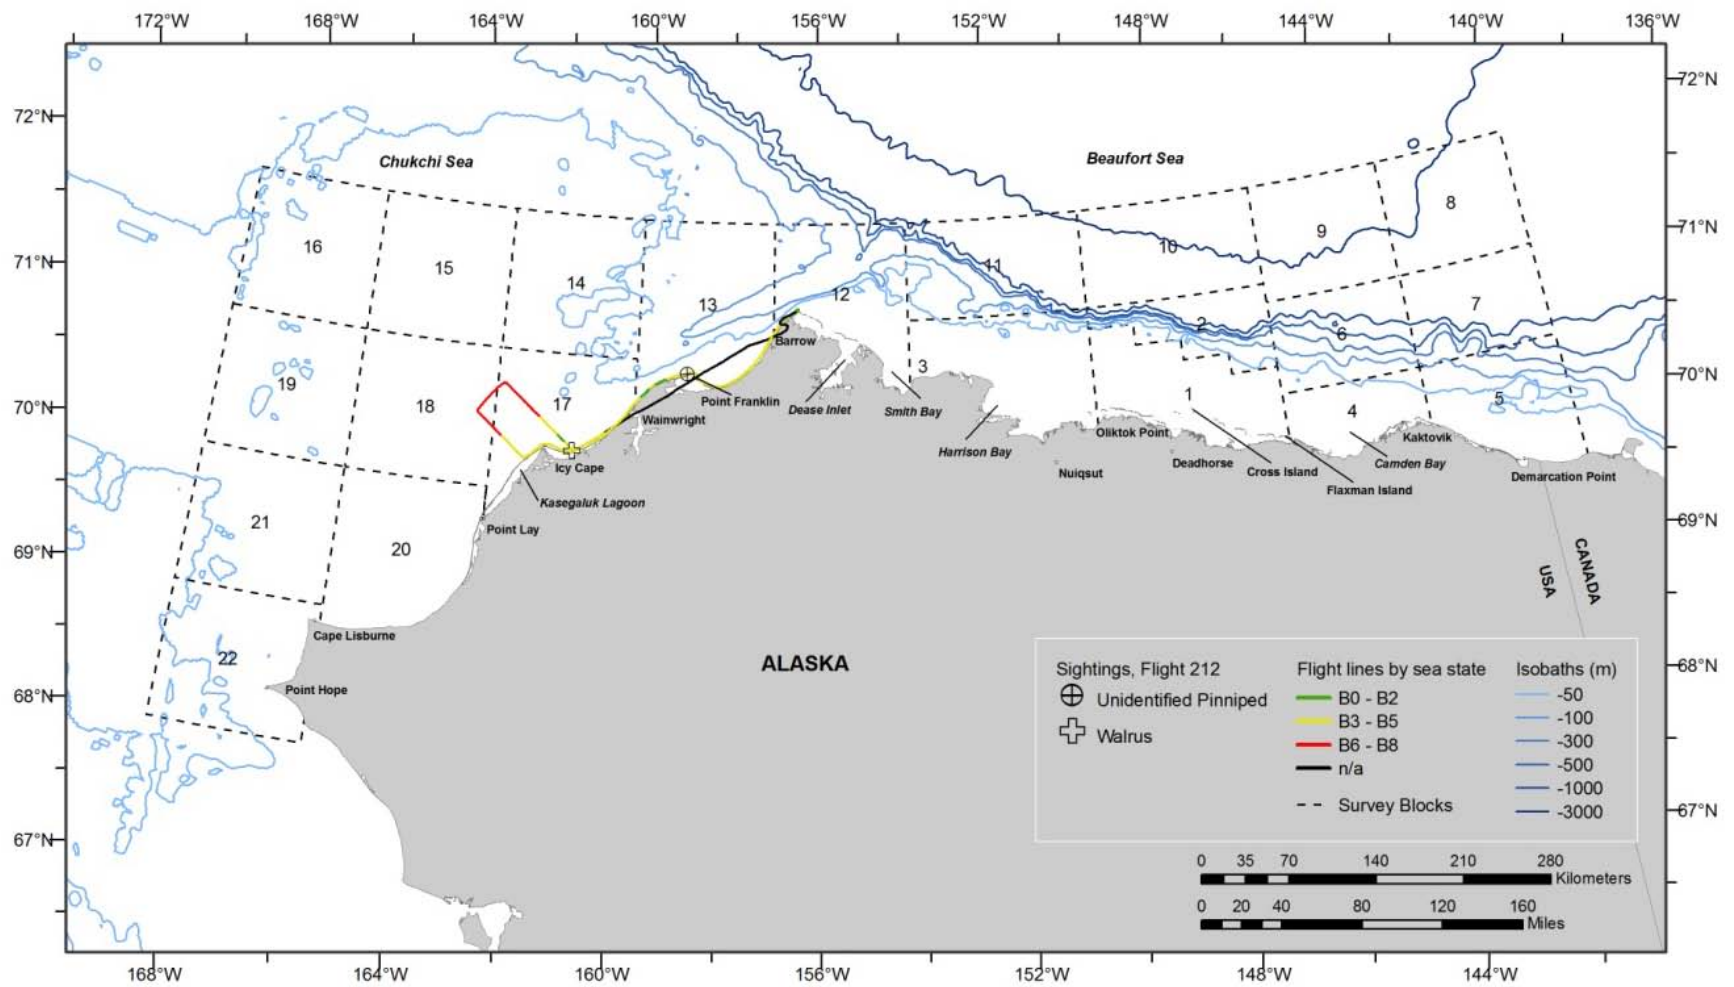 172°W 168°W 164°W 160°W 156°W 152°W 148°W 144°W 140°W 136°W
72°N
72°N
Chukchi Sea
Beaufort Sea
8
9
71°N
16
10
71°N
15
11
14
13
12
7
2
6
Barrow
3
70°N
19
Point Franklin
1
5
70°N
18
17
Dease Inlet
Smith Bay
4
Wainwright
Oliktok Point
Kaktovik
Harrison Bay
Icy Cape
Nuiqsut
Deadhorse
Cross Island
Camden Bay
Demarcation Point
Flaxman Island
Kasegaluk Lagoon
21
Point Lay
69°N
69°N
20
CANADA
USA
Cape Lisburne
22
ALASKA
68°N
Point Hope
68°N
Sightings, Flight 212
Unidentified Pinniped
Walrus
Flight lines by sea state
B0 - B2
B3 - B5
B6 - B8
n/a
Survey Blocks
Isobaths (m)
-50
-100
-300
-500
-1000
-3000
67°N
67°N
0 35 70 140 210 280
Kilometers
0 20 40 80 120 160
Miles
168°W 164°W 160°W 156°W 152°W 148°W 144°W